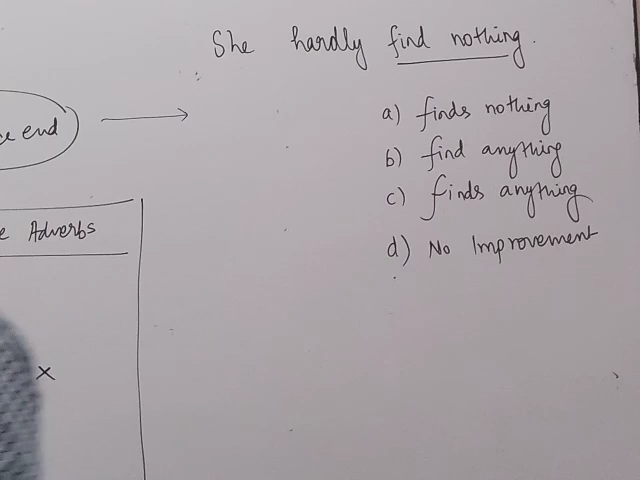 She hardly find nothing.
a) finds nothing
b) find anything
c) finds anything
d) No Improvement
end
Adverbs
x